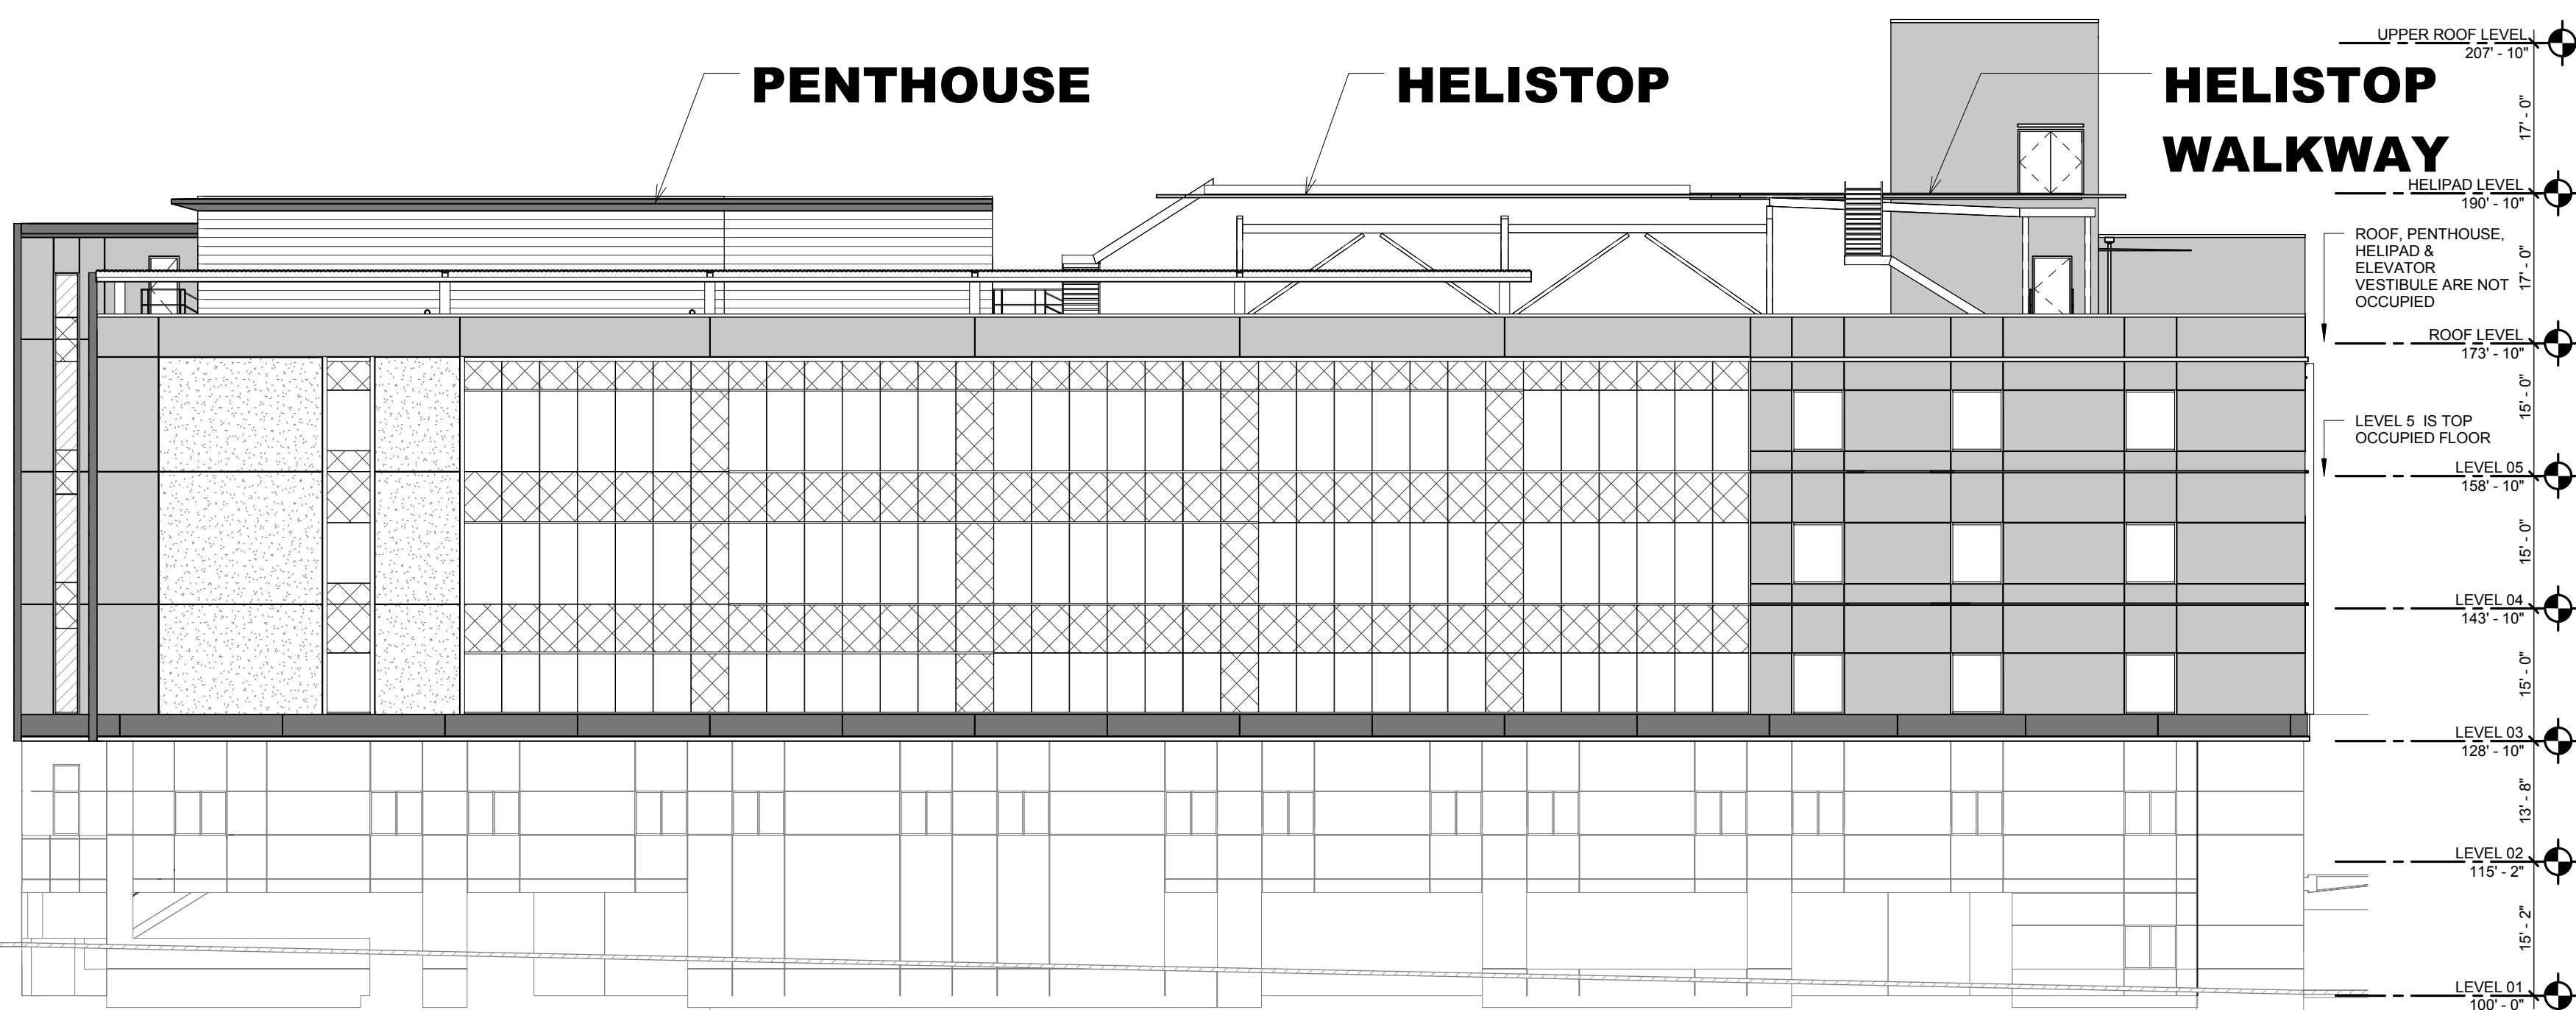 PENTHOUSE
HELISTOP
HELISTOP
WALKWAY
UPPER ROOF LEVEL
207' - 10"
17' - 0"
HELIPAD LEVEL
190' - 10"
ROOF, PENTHOUSE,
HELIPAD &
ELEVATOR
VESTIBULE ARE NOT
OCCUPIED
17' - 0"
ROOF LEVEL
173' - 10"
15' - 0"
LEVEL 5 IS TOP
OCCUPIED FLOOR
LEVEL 05
158' - 10"
15' - 0"
LEVEL 04
143' - 10"
15' - 0"
LEVEL 03
128' - 10"
13' - 8"
LEVEL 02
115' - 2"
15' - 2"
LEVEL 01
100' - 0"